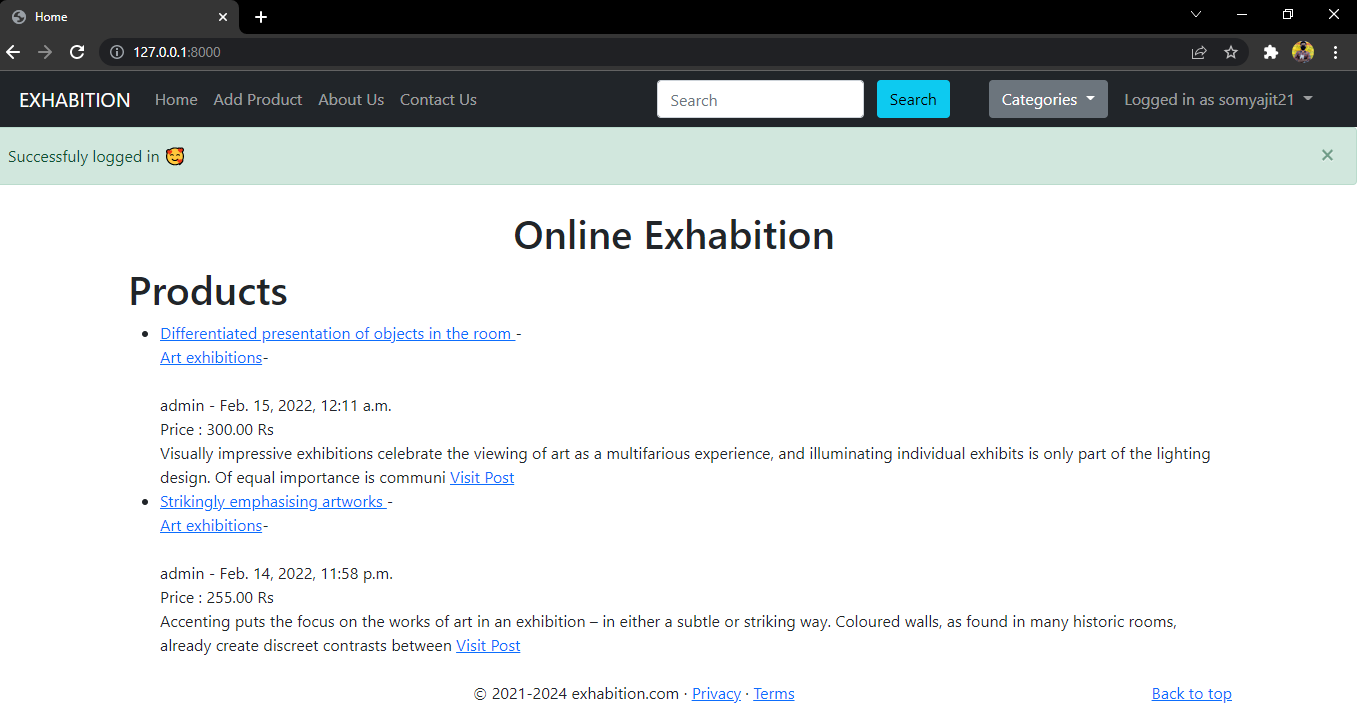 Home
127.0.0.1:8000
EXHABITION Home Add Product About Us Contact Us Search Search Categories Logged in as somyajit21
Successfuly logged in 🥰 ×
Online Exhabition
Products
• Differentiated presentation of objects in the room -
Art exhibitions-
admin - Feb. 15, 2022, 12:11 a.m.
Price : 300.00 Rs
Visually impressive exhibitions celebrate the viewing of art as a multifarious experience, and illuminating individual exhibits is only part of the lighting
design. Of equal importance is communi Visit Post
• Strikingly emphasising artworks -
Art exhibitions-
admin - Feb. 14, 2022, 11:58 p.m.
Price : 255.00 Rs
Accenting puts the focus on the works of art in an exhibition – in either a subtle or striking way. Coloured walls, as found in many historic rooms,
already create discreet contrasts between Visit Post
© 2021-2024 exhabition.com · Privacy · Terms Back to top